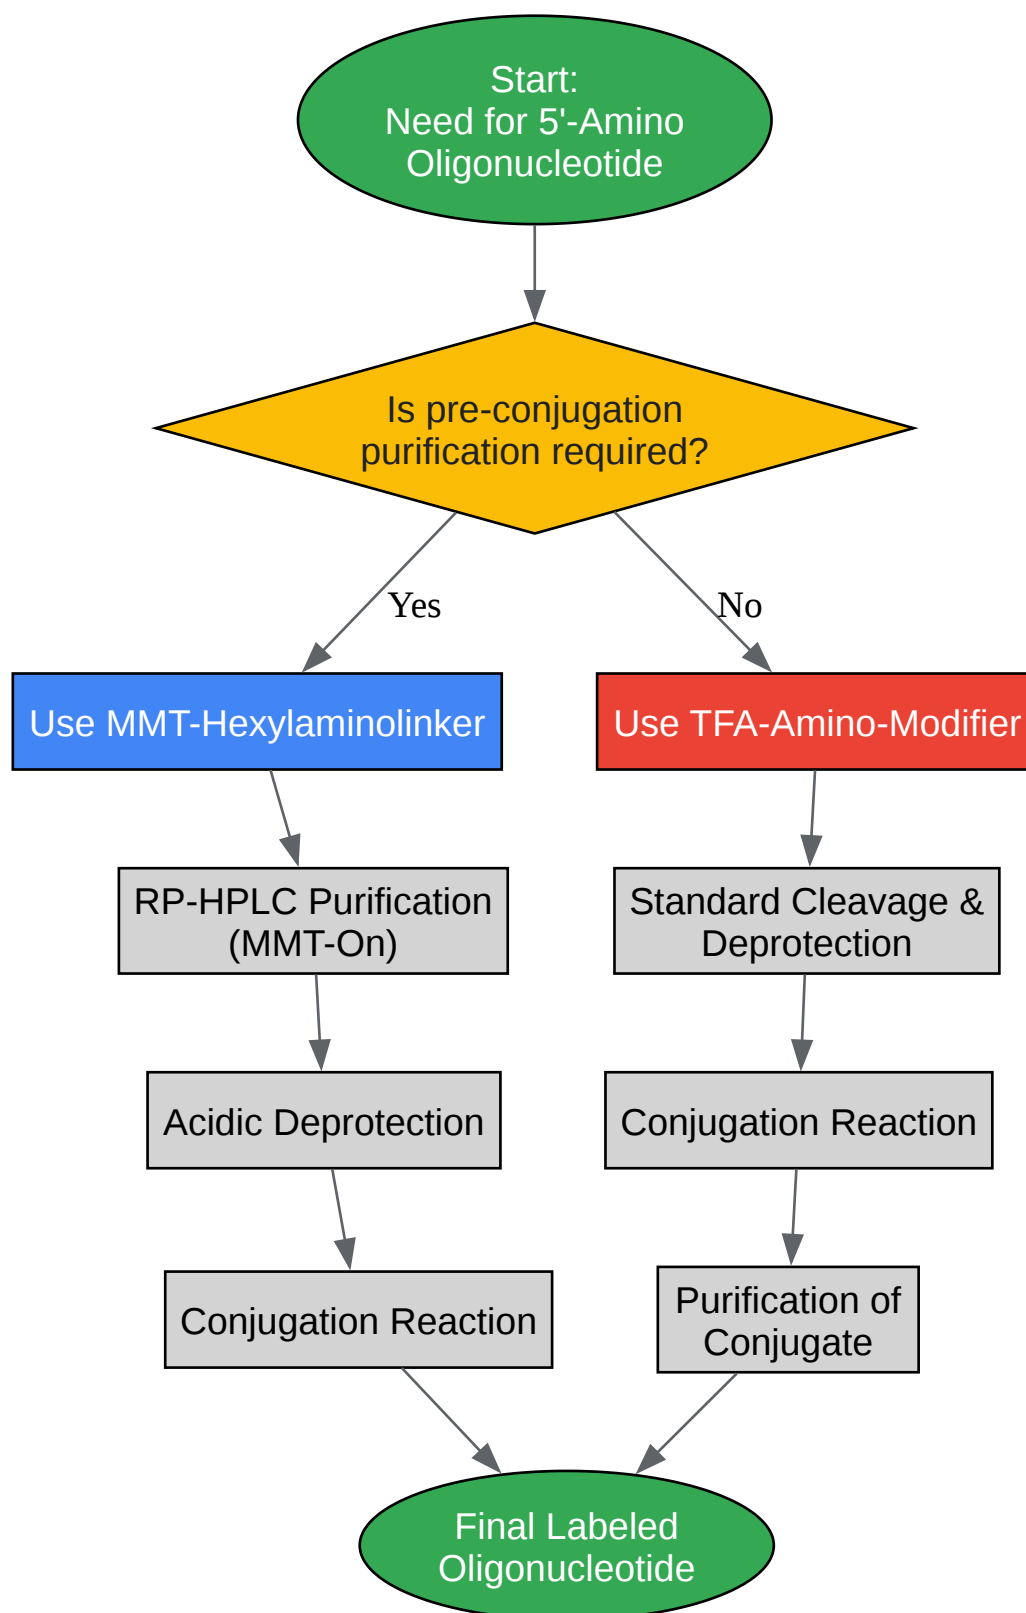 Start:
Need for 5'-Amino
Oligonucleotide
Is pre-conjugation
purification required?
Yes
No
Use MMT-Hexylaminolinker
Use TFA-Amino-Modifier
RP-HPLC Purification
(MMT-On)
Standard Cleavage &
Deprotection
Acidic Deprotection
Conjugation Reaction
Conjugation Reaction
Purification of
Conjugate
Final Labeled
Oligonucleotide